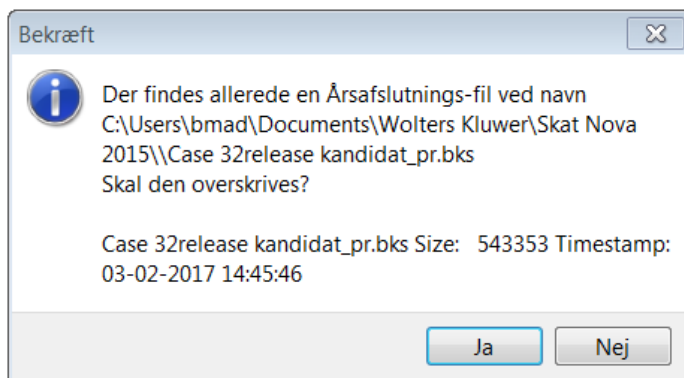 Bekræft
Der findes allerede en Årsafslutnings-fil ved navn
C:\Users\bmad\Documents\Wolters Kluwer\Skat Nova
2015\\Case 32release kandidat_pr.bks
Skal den overskrives?
Case 32release kandidat_pr.bks Size:   543353 Timestamp:
03-02-2017 14:45:46
Ja
Nej